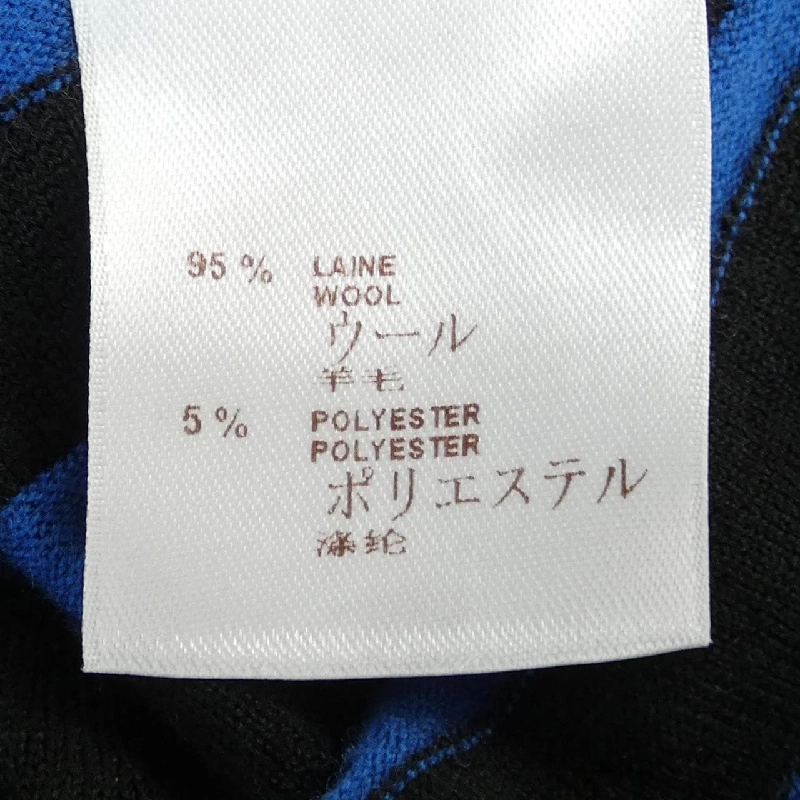 95 % LAINE
WOOL
ウール
羊毛
5 % POLYESTER
POLYESTER
ポリエステル
涤纶